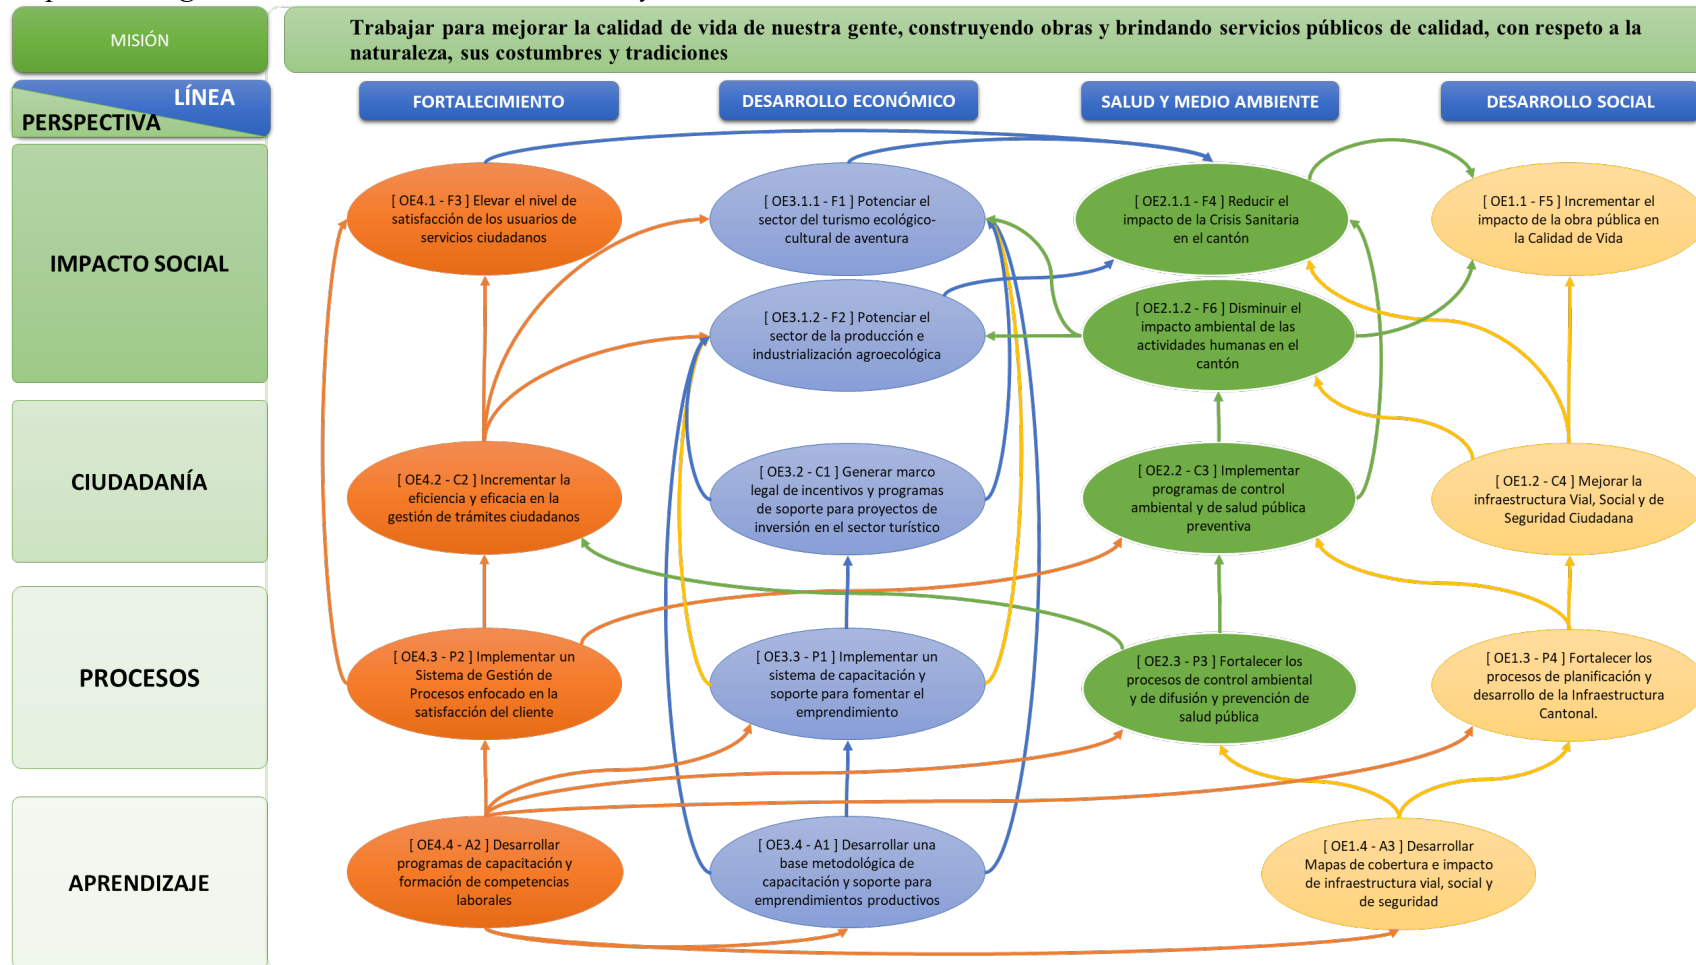 MISIÓN
Trabajar para mejorar la calidad de vida de nuestra gente, construyendo obras y brindando servicios públicos de calidad, con respeto a la
naturaleza, sus costumbres y tradiciones
LÍNEA
PERSPECTIVA
FORTALECIMIENTO
DESARROLLO ECONÓMICO
SALUD Y MEDIO AMBIENTE
DESARROLLO SOCIAL
IMPACTO SOCIAL
[ OE4.1 - F3 ] Elevar el nivel de
satisfacción de los usuarios de
servicios ciudadanos
[ OE3.1.1 - F1 ] Potenciar el
sector del turismo ecológico-
cultural de aventura
[ OE2.1.1 - F4 ] Reducir el
impacto de la Crisis Sanitaria
en el cantón
[ OE1.1 - F5 ] Incrementar el
impacto de la obra pública en
la Calidad de Vida
[ OE3.1.2 - F2 ] Potenciar el
sector de la producción e
industrialización agroecológica
[ OE2.1.2 - F6 ] Disminuir el
impacto ambiental de las
actividades humanas en el
cantón
CIUDADANÍA
[ OE4.2 - C2 ] Incrementar la
eficiencia y eficacia en la
gestión de trámites ciudadanos
[ OE3.2 - C1 ] Generar marco
legal de incentivos y programas
de soporte para proyectos de
inversión en el sector turístico
[ OE2.2 - C3 ] Implementar
programas de control
ambiental y de salud pública
preventiva
[ OE1.2 - C4 ] Mejorar la
infraestructura Vial, Social y de
Seguridad Ciudadana
PROCESOS
[ OE4.3 - P2 ] Implementar un
Sistema de Gestión de
Procesos enfocado en la
satisfacción del cliente
[ OE3.3 - P1 ] Implementar un
sistema de capacitación y
soporte para fomentar el
emprendimiento
[ OE2.3 - P3 ] Fortalecer los
procesos de control ambiental
y de difusión y prevención de
salud pública
[ OE1.3 - P4 ] Fortalecer los
procesos de planificación y
desarrollo de la Infraestructura
Cantonal.
APRENDIZAJE
[ OE4.4 - A2 ] Desarrollar
programas de capacitación y
formación de competencias
laborales
[ OE3.4 - A1 ] Desarrollar una
base metodológica de
capacitación y soporte para
emprendimientos productivos
[ OE1.4 - A3 ] Desarrollar
Mapas de cobertura e impacto
de infraestructura vial, social y
de seguridad